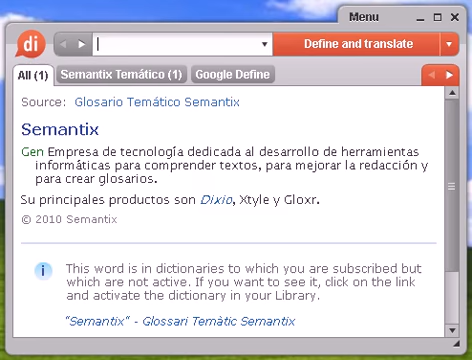 Menu
di
Define and translate
All (1) Semantix Temático (1) Google Define
Source: Glosario Temático Semantix
Semantix
Gen Empresa de tecnología dedicada al desarrollo de herramientas
informáticas para comprender textos, para mejorar la redacción y
para crear glosarios.
Su principales productos son Dixio, Xtyle y Gloxr.
© 2010 Semantix
i
This word is in dictionaries to which you are subscribed but
which are not active. If you want to see it, click on the link
and activate the dictionary in your Library.
"Semantix" - Glossari Temàtic Semantix